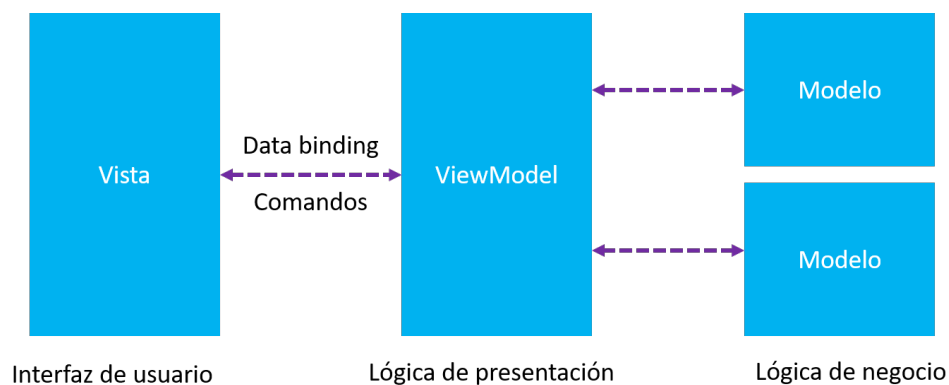 Vista
Data binding
Comandos
ViewModel
Modelo
Modelo
Interfaz de usuario
Lógica de presentación
Lógica de negocio